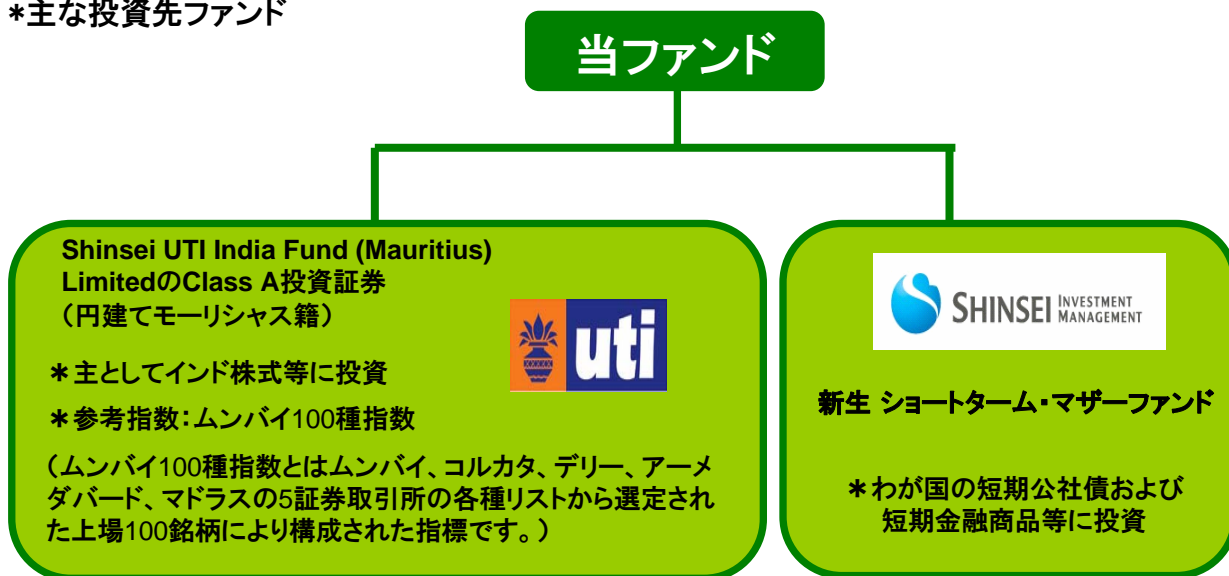 *主な投資先ファンド
当ファンド
Shinsei UTI India Fund (Mauritius)
LimitedのClass A投資証券
（円建てモーリシャス籍）
uti
＊主としてインド株式等に投資
＊参考指数：ムンバイ100種指数
（ムンバイ100種指数とはムンバイ、コルカタ、デリー、アーメ
ダバード、マドラスの5証券取引所の各種リストから選定され
た上場100銘柄により構成された指標です。）
SHINSEI INVESTMENT
MANAGEMENT
新生 ショートターム・マザーファンド
＊わが国の短期公社債および
短期金融商品等に投資